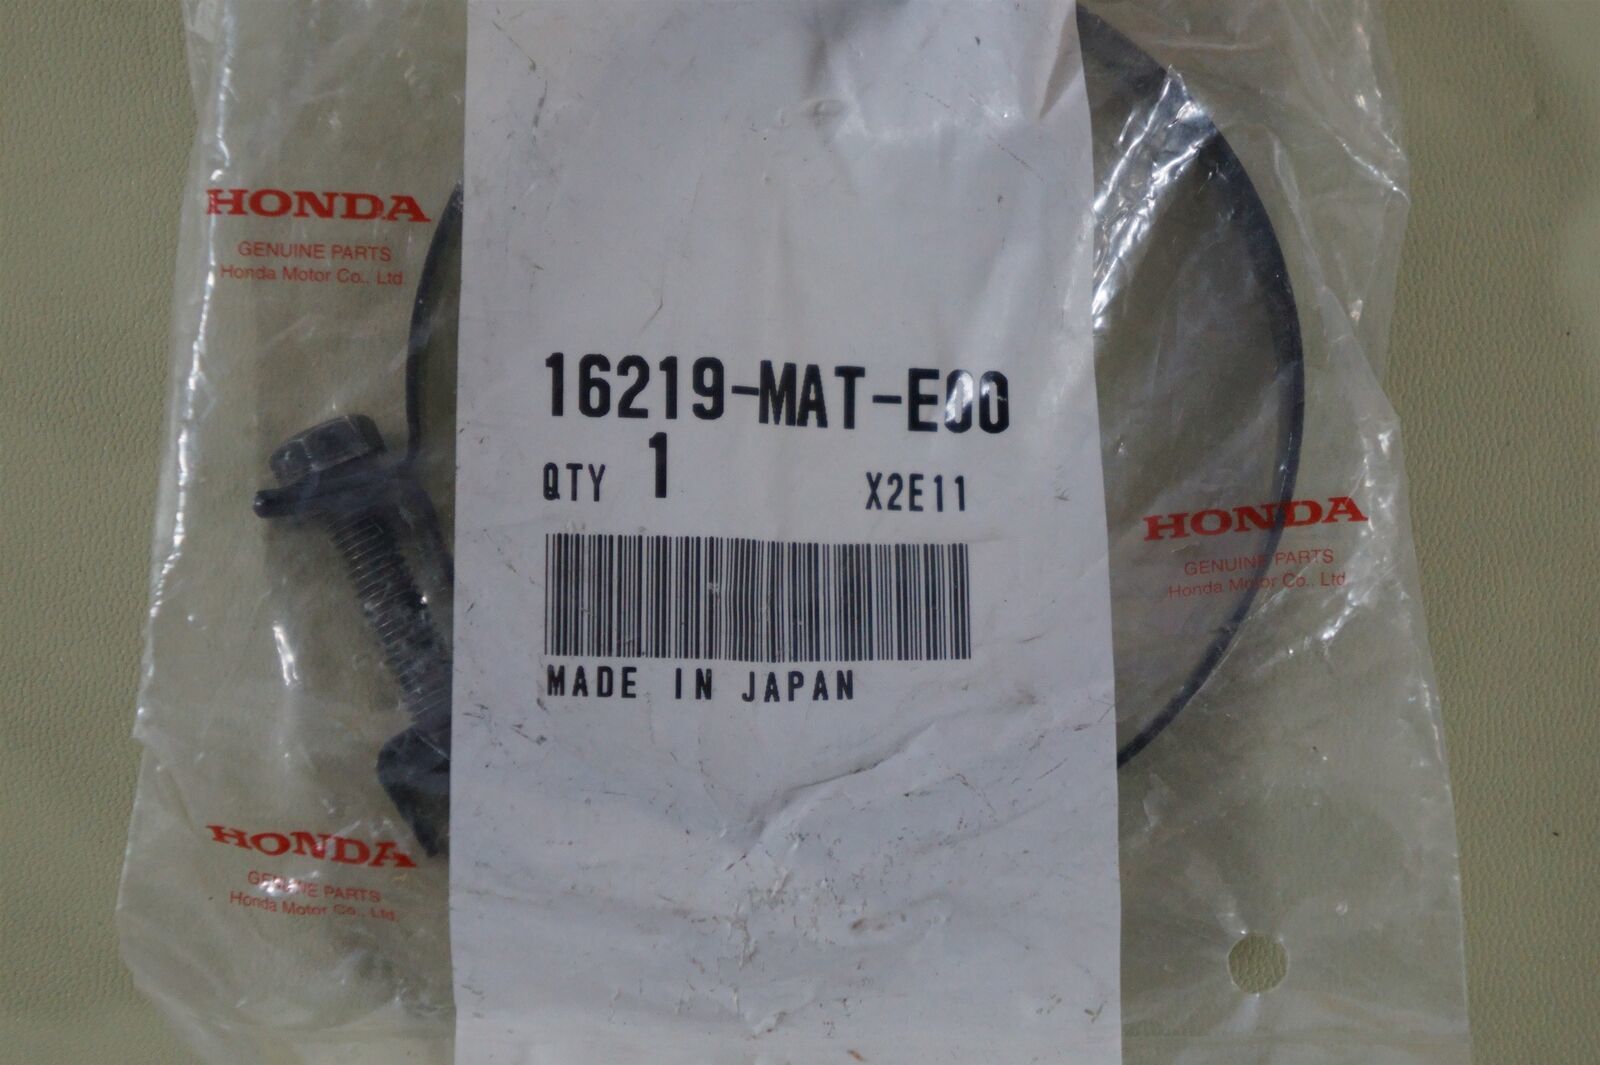 HONDA
GENUINE PARTS
Honda Motor Co., Ltd.
16219-MAT-E00
QTY 1 X2E11
MADE IN JAPAN
HONDA
GENUINE PARTS
Honda Motor Co., Ltd.
HONDA
GENUINE PARTS
Honda Motor Co., Ltd.